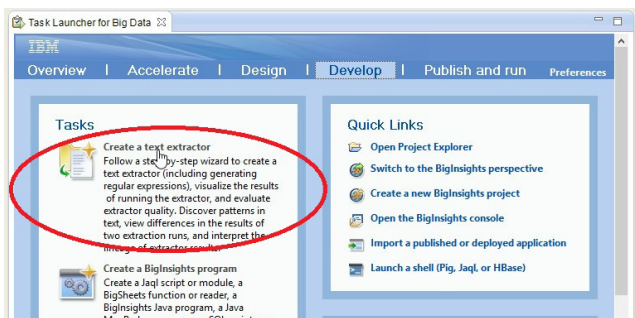 Task Launcher for Big Data
IBM
Overview | Accelerate | Design | Develop | Publish and run Preferences
Tasks
Create a text extractor
Follow a step-by-step wizard to create a
text extractor (including generating
regular expressions), visualize the results
of running the extractor, and evaluate
extractor quality. Discover patterns in
text, view differences in the results of
two extraction runs, and interpret the
lineage of extractor results.
Create a BigInsights program
Create a Jaql script or module, a
BigSheets function or reader, a
BigInsights Java program, a Java
Quick Links
Open Project Explorer
Switch to the BigInsights perspective
Create a new BigInsights project
Open the BigInsights console
Import a published or deployed application
Launch a shell (Pig, Jaql, or HBase)